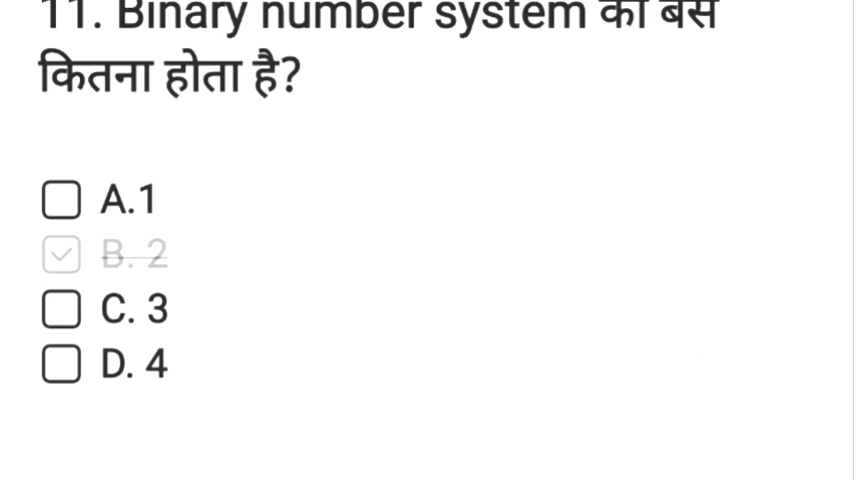 11. Binary number system का बेस
कितना होता है?
A.1
B. 2
C. 3
D. 4